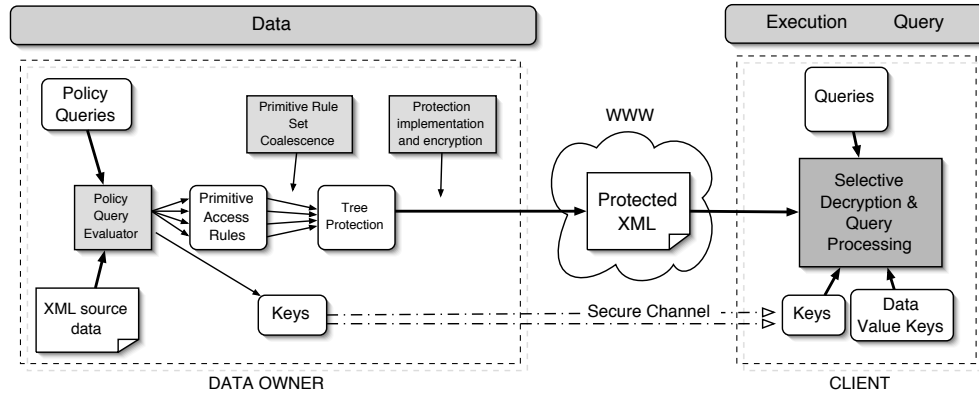 Data
Execution Query
Policy
Queries
Primitive Rule
Set
Coalescence
Protection
implementation
and encryption
WWW
Queries
Policy
Query
Evaluator
Primitive
Access
Rules
Tree
Protection
Protected
XML
Selective
Decryption &
Query
Processing
XML source
data
Keys
Secure Channel
Keys
Data
Value Keys
DATA OWNER
CLIENT